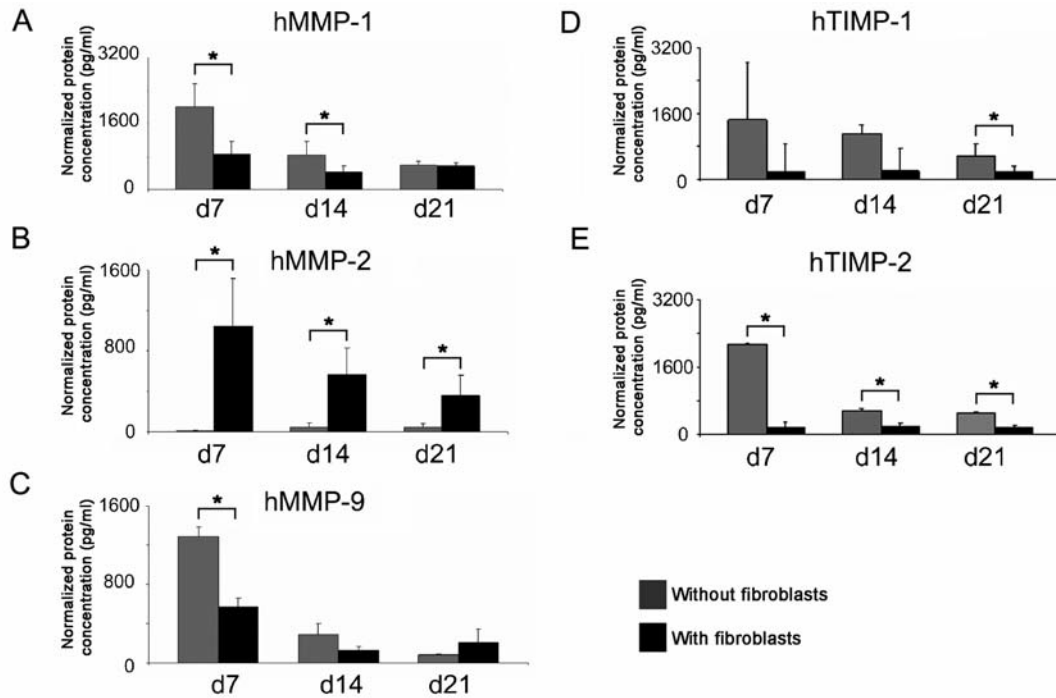 A
hMMP-1
Normalized protein
concentration (pg/ml)
3200
*
*
1600
0
d7 d14 d21
B
hMMP-2
Normalized protein
concentration (pg/ml)
1600
*
*
*
800
0
d7 d14 d21
C
hMMP-9
Normalized protein
concentration (pg/ml)
1600
*
800
0
d7 d14 d21
D
hTIMP-1
Normalized protein
concentration (pg/ml)
3200
1600
*
0
d7 d14 d21
E
hTIMP-2
Normalized protein
concentration (pg/ml)
3200
*
1600
*
*
0
d7 d14 d21
Without fibroblasts
With fibroblasts